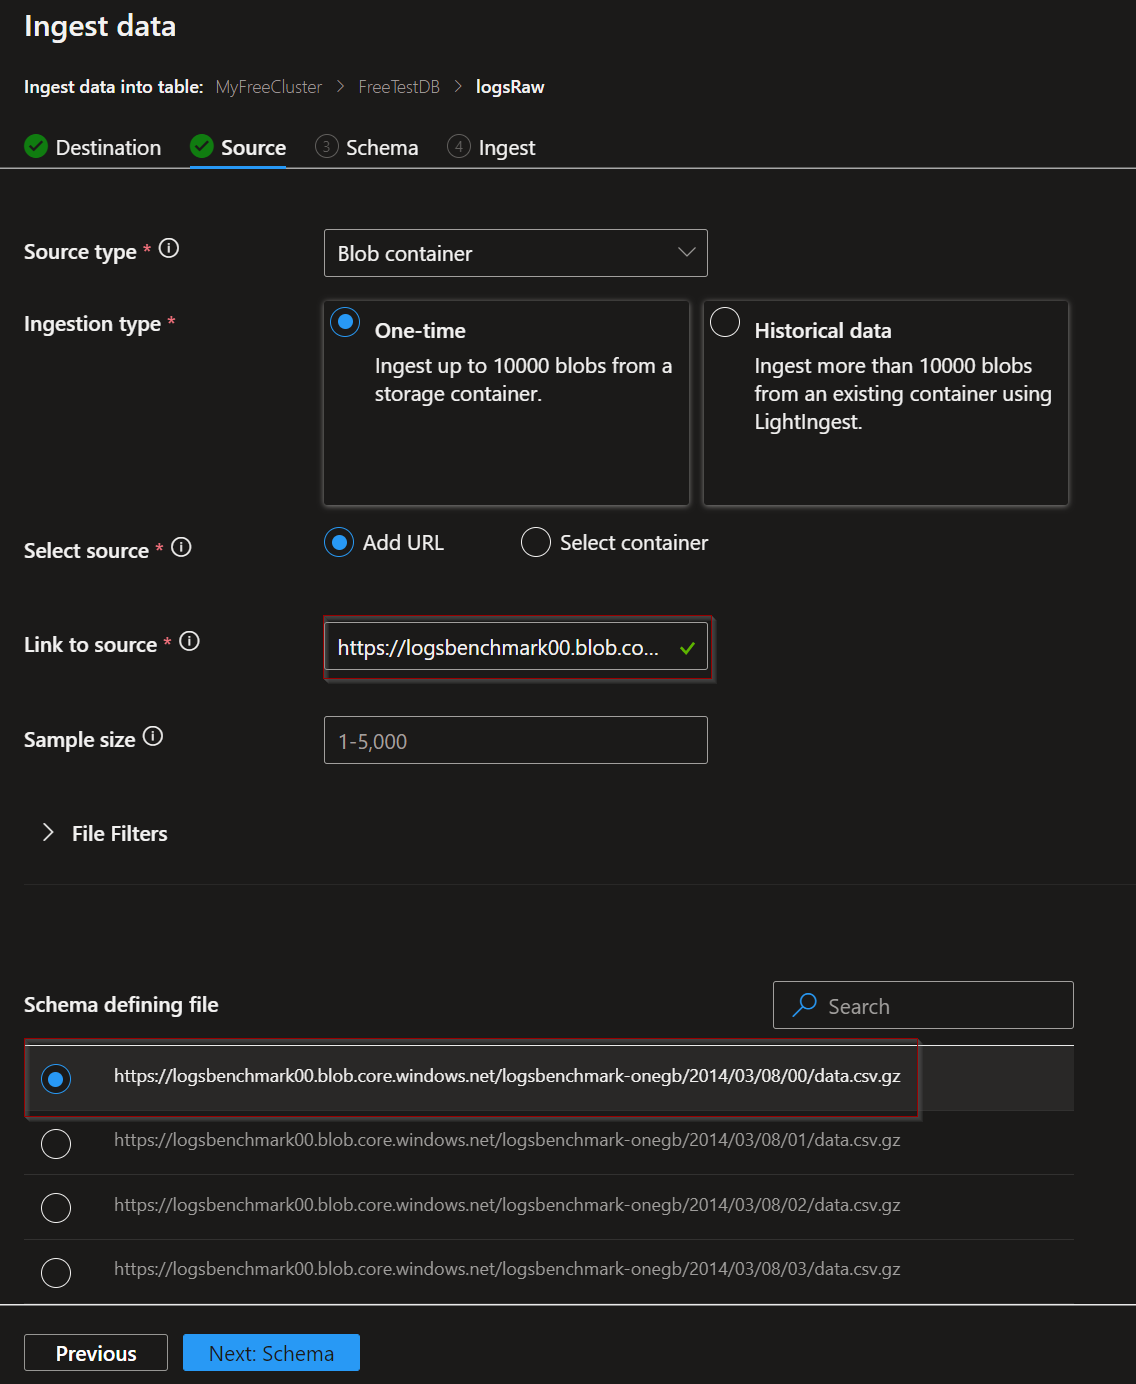 Ingest data
Ingest data into table: MyFreeCluster > FreeTestDB > logsRaw
Destination Source 3 Schema 4 Ingest
Source type * Blob container
Ingestion type *
One-time
Ingest up to 10000 blobs from a
storage container.
Historical data
Ingest more than 10000 blobs
from an existing container using
LightIngest.
Select source * Add URL Select container
Link to source * https://logsbenchmark00.blob.co...
Sample size 1-5,000
File Filters
Schema defining file Search
https://logsbenchmark00.blob.core.windows.net/logsbenchmark-onegb/2014/03/08/00/data.csv.gz
https://logsbenchmark00.blob.core.windows.net/logsbenchmark-onegb/2014/03/08/01/data.csv.gz
https://logsbenchmark00.blob.core.windows.net/logsbenchmark-onegb/2014/03/08/02/data.csv.gz
https://logsbenchmark00.blob.core.windows.net/logsbenchmark-onegb/2014/03/08/03/data.csv.gz
Previous Next: Schema